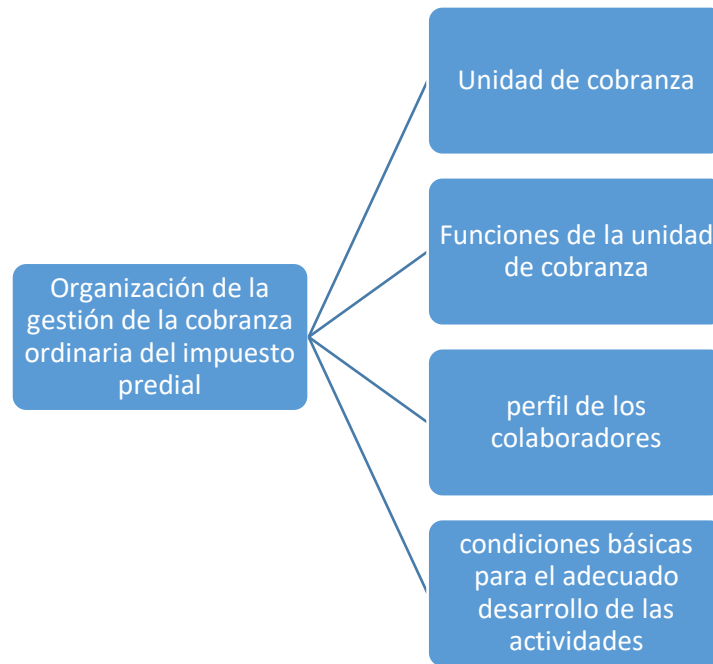 Organización de la
gestión de la cobranza
ordinaria del impuesto
predial
Unidad de cobranza
Funciones de la unidad
de cobranza
perfil de los
colaboradores
condiciones básicas
para el adecuado
desarrollo de las
actividades